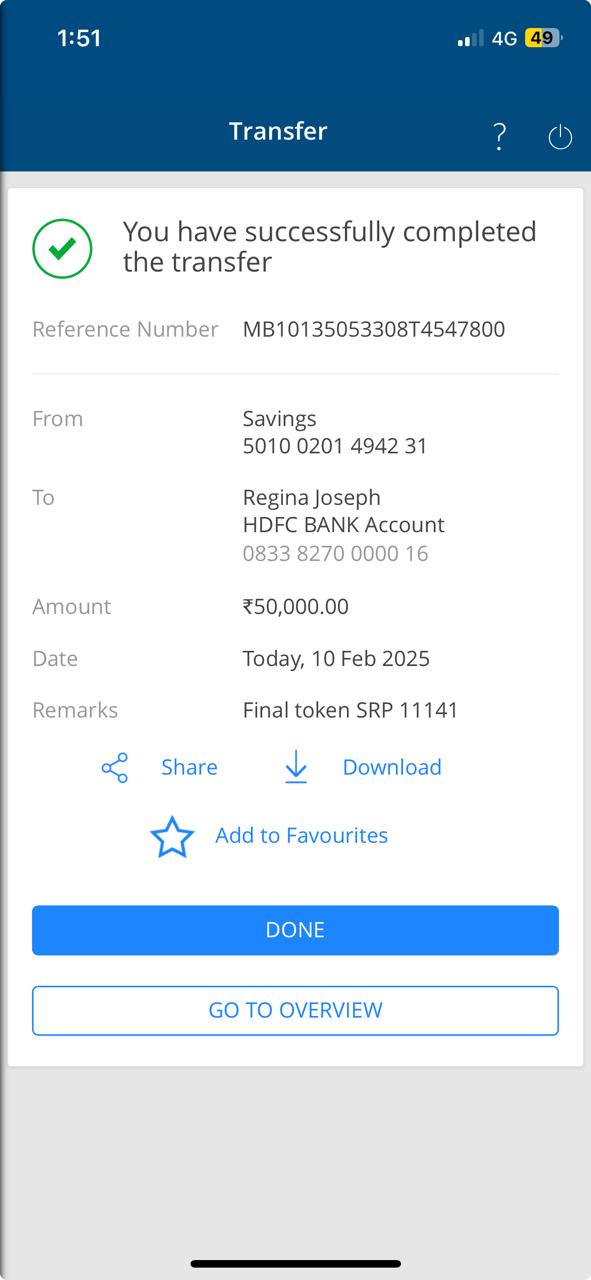 1:51
4G 49
Transfer
?
You have successfully completed
the transfer
Reference Number MB10135053308T4547800
From Savings
5010 0201 4942 31
To Regina Joseph
HDFC BANK Account
0833 8270 0000 16
Amount ₹50,000.00
Date Today, 10 Feb 2025
Remarks Final token SRP 11141
Share Download
Add to Favourites
DONE
GO TO OVERVIEW